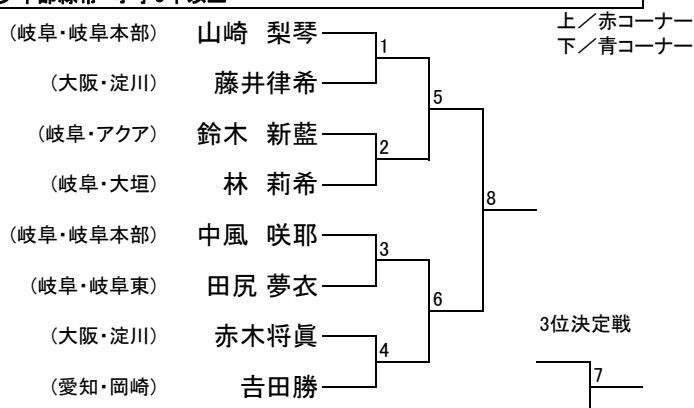 上／赤コーナー
下／青コーナー
(岐阜・岐阜本部) 山崎 梨琴
1
(大阪・淀川) 藤井律希
5
(岐阜・アクア) 鈴木 新藍
2
(岐阜・大垣) 林 莉希
8
(岐阜・岐阜本部) 中風 咲耶
3
(岐阜・岐阜東) 田尻 夢衣
6
(大阪・淀川) 赤木将眞
3位決定戦
4
7
(愛知・岡崎) 𠮷田勝